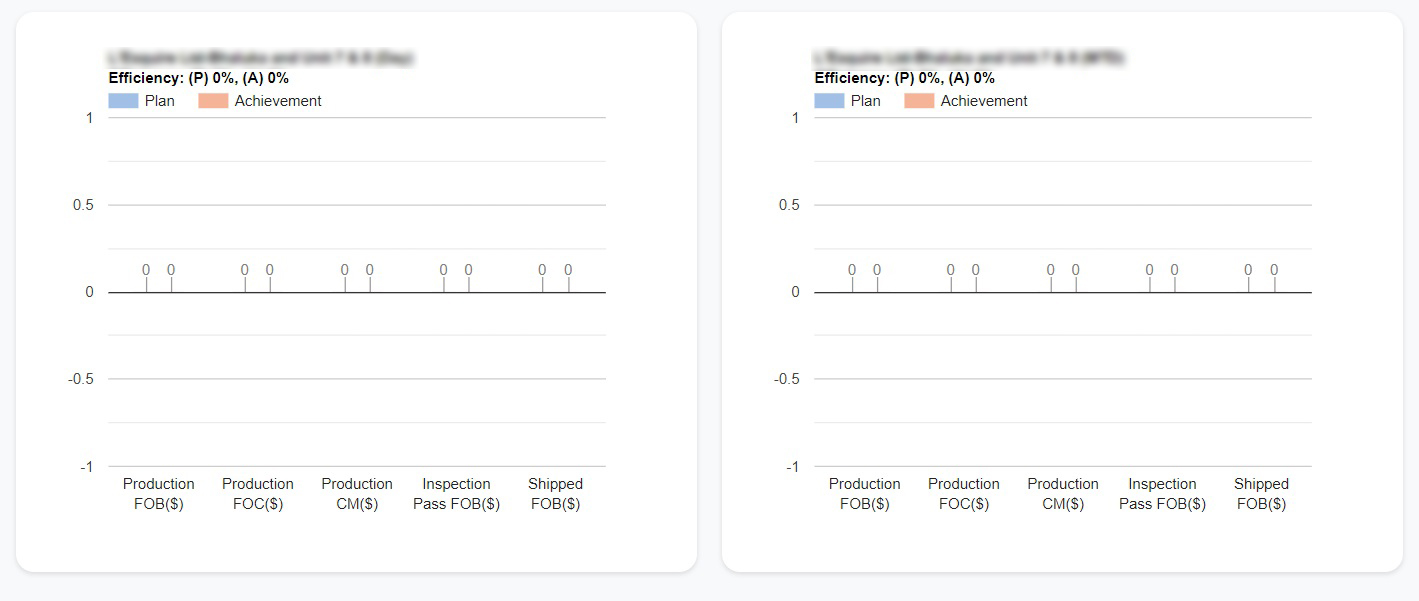 Efficiency: (P) 0%, (A) 0%
Plan Achievement
1
0.5
0 0 0 0 0 0 0 0 0 0
0
-0.5
-1
Production FOB($)
Production FOC($)
Production CM($)
Inspection Pass FOB($)
Shipped FOB($)
Efficiency: (P) 0%, (A) 0%
Plan Achievement
1
0.5
0 0 0 0 0 0 0 0 0 0
0
-0.5
-1
Production FOB($)
Production FOC($)
Production CM($)
Inspection Pass FOB($)
Shipped FOB($)